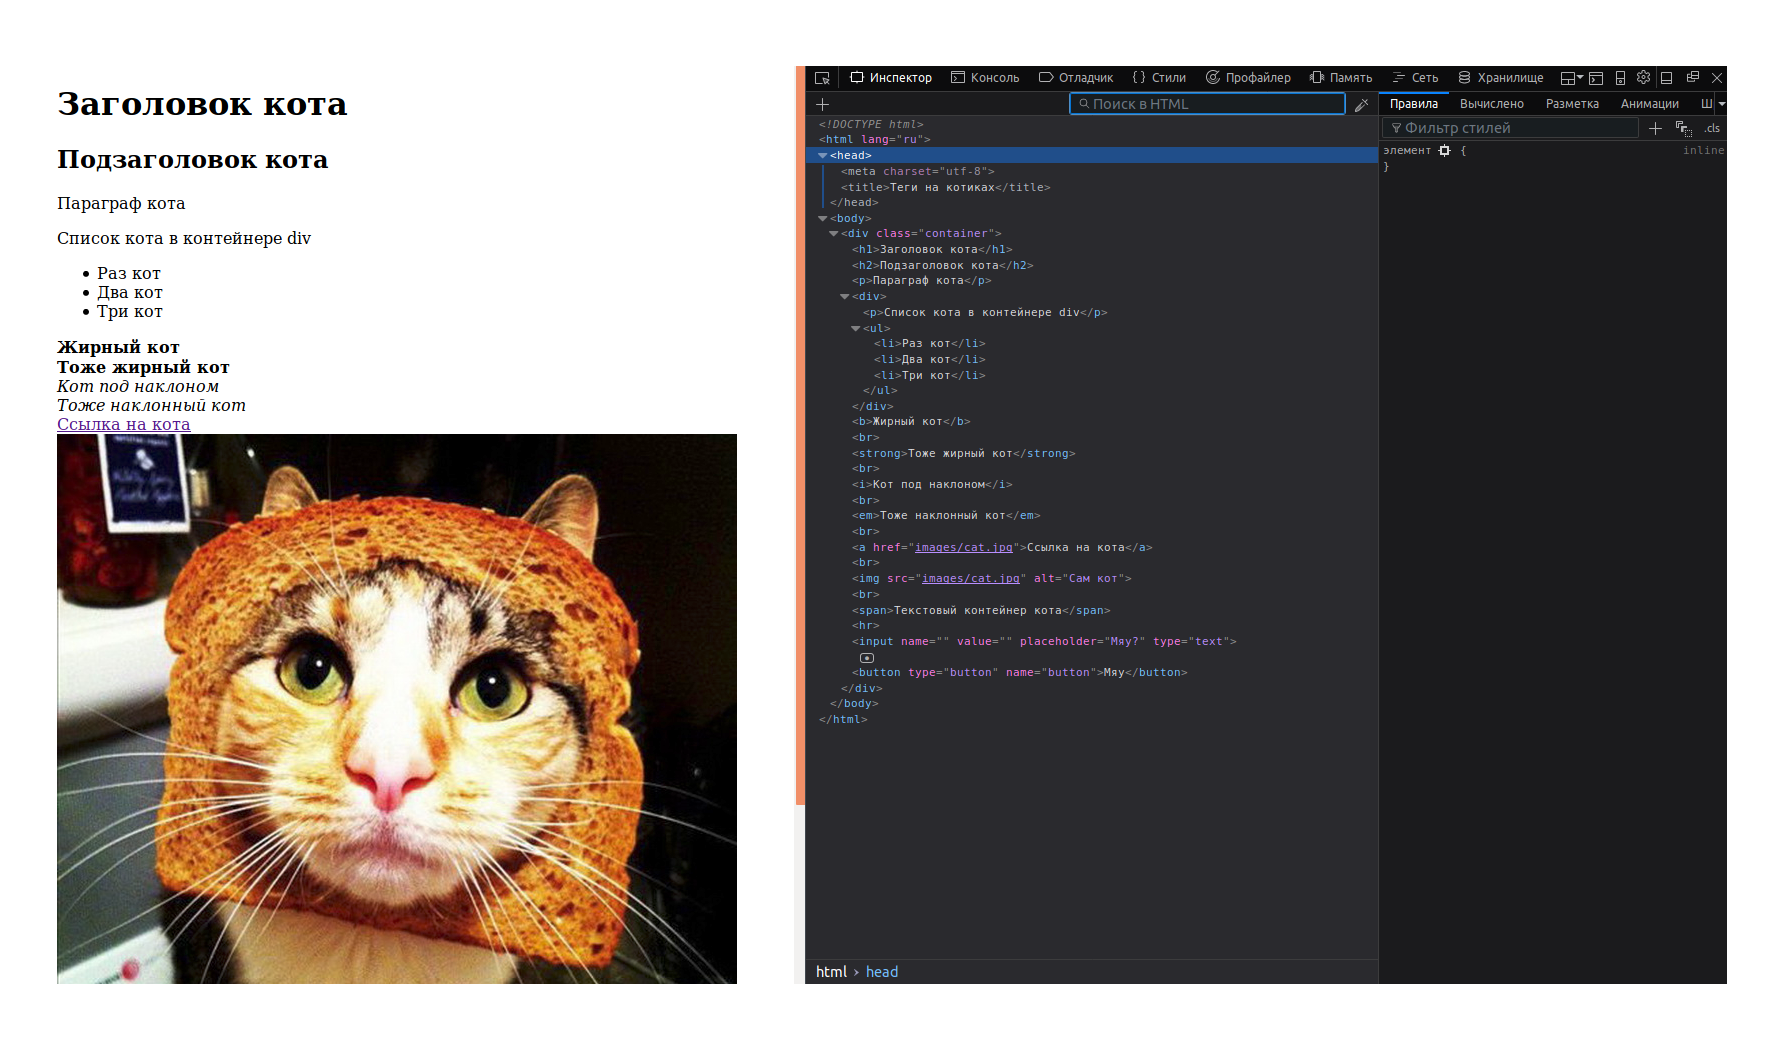 Заголовок кота
Подзаголовок кота
Параграф кота
Список кота в контейнере div
Раз кот
Два кот
Три кот
Жирный кот
Тоже жирный кот
Кот под наклоном
Тоже наклонный кот
Ссылка на кота
Инспектор Консоль Отладчик {} Стили Профайлер Память Сеть Хранилище
Поиск в HTML
<!DOCTYPE html>
<html lang="ru">
<head>
<meta charset="utf-8">
<title>Теги на котиках</title>
</head>
<body>
<div class="container">
<h1>Заголовок кота</h1>
<h2>Подзаголовок кота</h2>
<p>Параграф кота</p>
<div>
<p>Список кота в контейнере div</p>
<ul>
<li>Раз кот</li>
<li>Два кот</li>
<li>Три кот</li>
</ul>
</div>
<b>Жирный кот</b>
<br>
<strong>Тоже жирный кот</strong>
<br>
<i>Кот под наклоном</i>
<br>
<em>Тоже наклонный кот</em>
<br>
<a href="images/cat.jpg">Ссылка на кота</a>
<br>
<img src="images/cat.jpg" alt="Сам кот">
<br>
<span>Текстовый контейнер кота</span>
<hr>
<input name="" value="" placeholder="Мяу?" type="text">
<button type="button" name="button">Мяу</button>
</div>
</body>
</html>
html › head
Правила Вычислено Разметка Анимации Ш
Фильтр стилей + .cls
элемент { inline
}